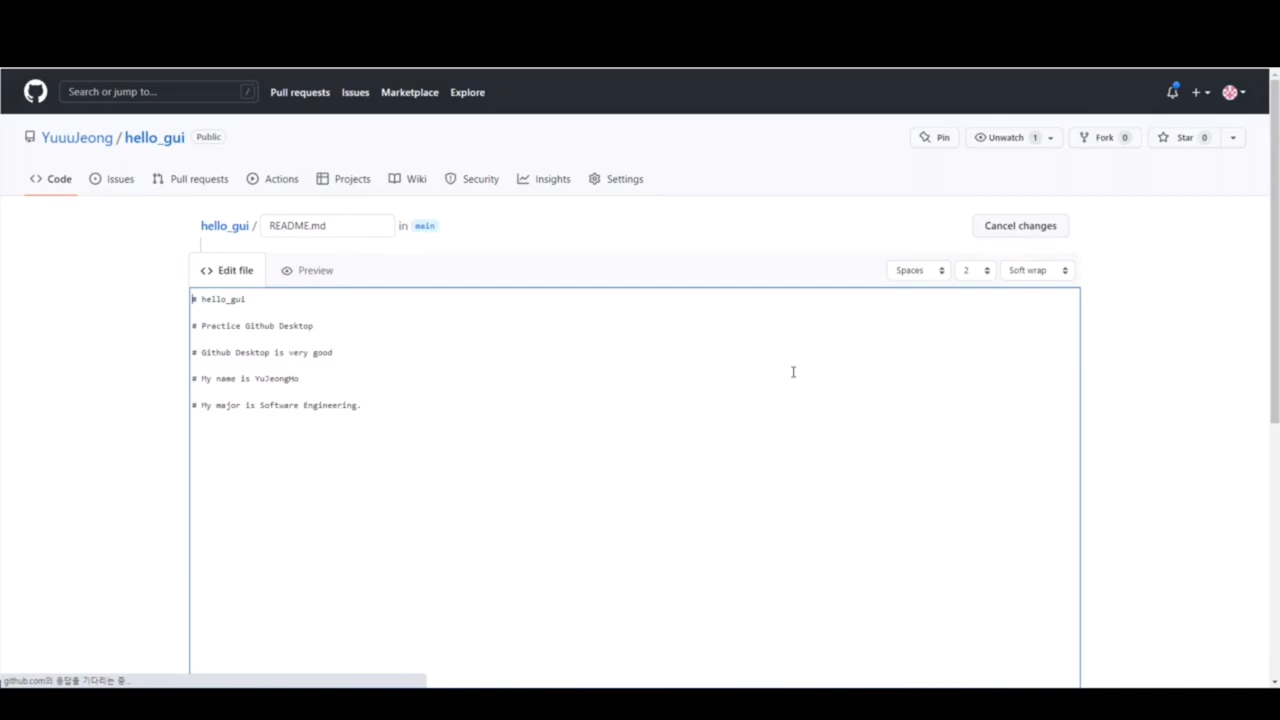 Search or jump to... /
Pull requests Issues Marketplace Explore
YuuuJeong / hello_gui Public
Pin Unwatch 1 Fork 0 Star 0
Code Issues Pull requests Actions Projects Wiki Security Insights Settings
hello_gui / README.md in main Cancel changes
Edit file Preview Spaces 2 Soft wrap
# hello_gui
# Practice Github Desktop
# Github Desktop is very good
# My name is YuJeongHo
# My major is Software Engineering.
github.com의 응답을 기다리는 중...